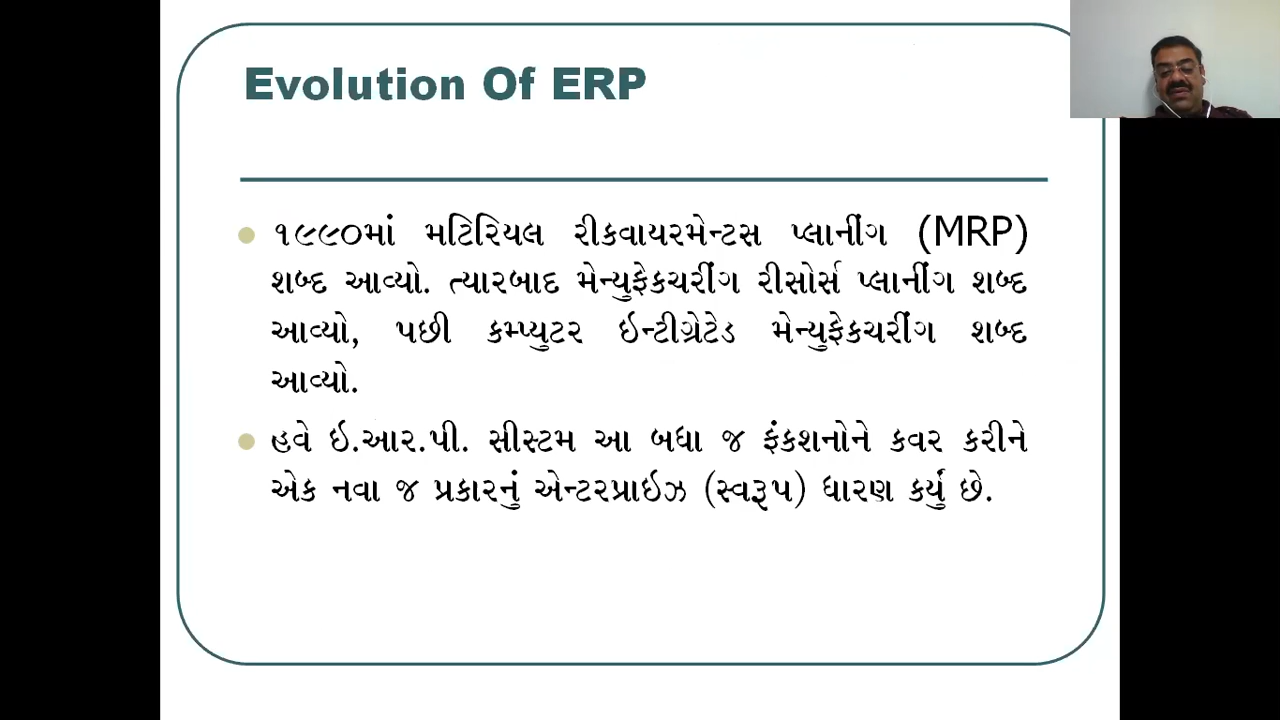 Evolution Of ERP
૧૯૯૦માં મટિરિયલ રીકવાયરમેન્ટસ પ્લાનીંગ (MRP)
શબ્દ આવ્યો. ત્યારબાદ મેન્યુફેકચરીંગ રીસોર્સ પ્લાનીંગ શબ્દ
આવ્યો, પછી કમ્પ્યુટર ઇન્ટીગ્રેટેડ મેન્યુફેકચરીંગ શબ્દ
આવ્યો.
હવે ઇ.આર.પી. સીસ્ટમ આ બધા જ ફંકશનોને કવર કરીને
એક નવા જ પ્રકારનું એન્ટરપ્રાઇઝ (સ્વરૂપ) ધારણ કર્યું છે.